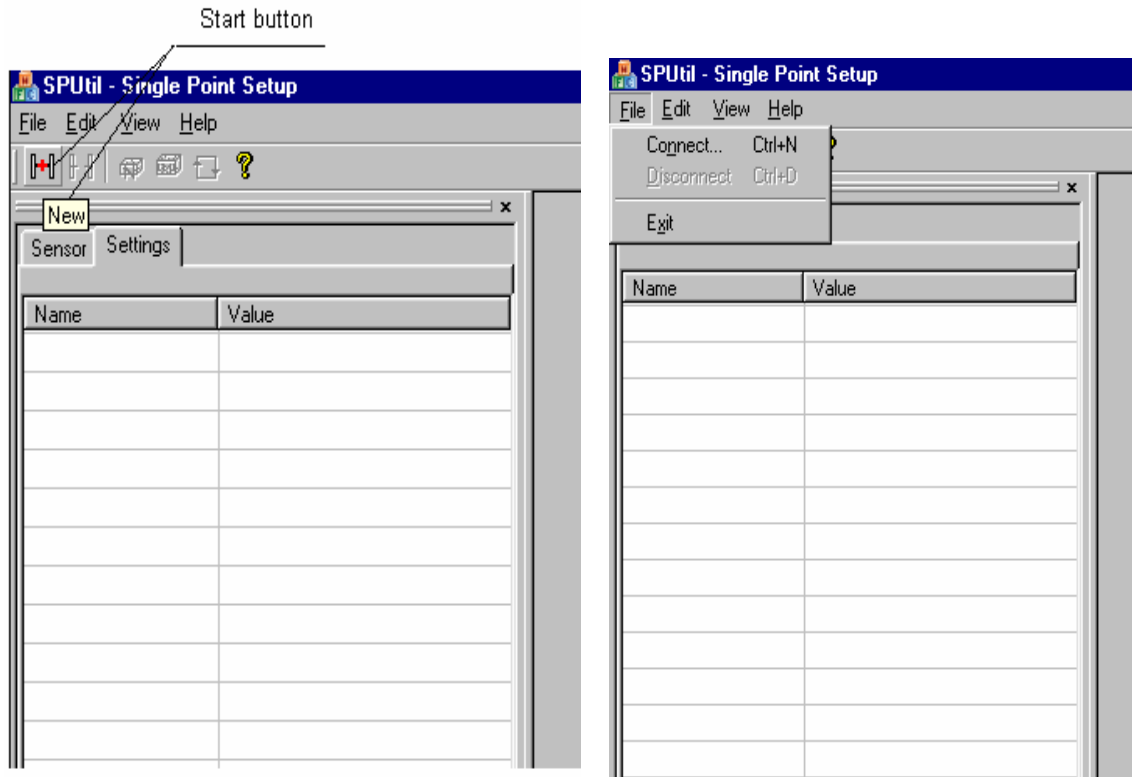 Start button
SPUtil - Single Point Setup
File Edit View Help
New
Sensor Settings
Name Value
SPUtil - Single Point Setup
File Edit View Help
Connect... Ctrl+N
Disconnect Ctrl+D
Exit
Name Value